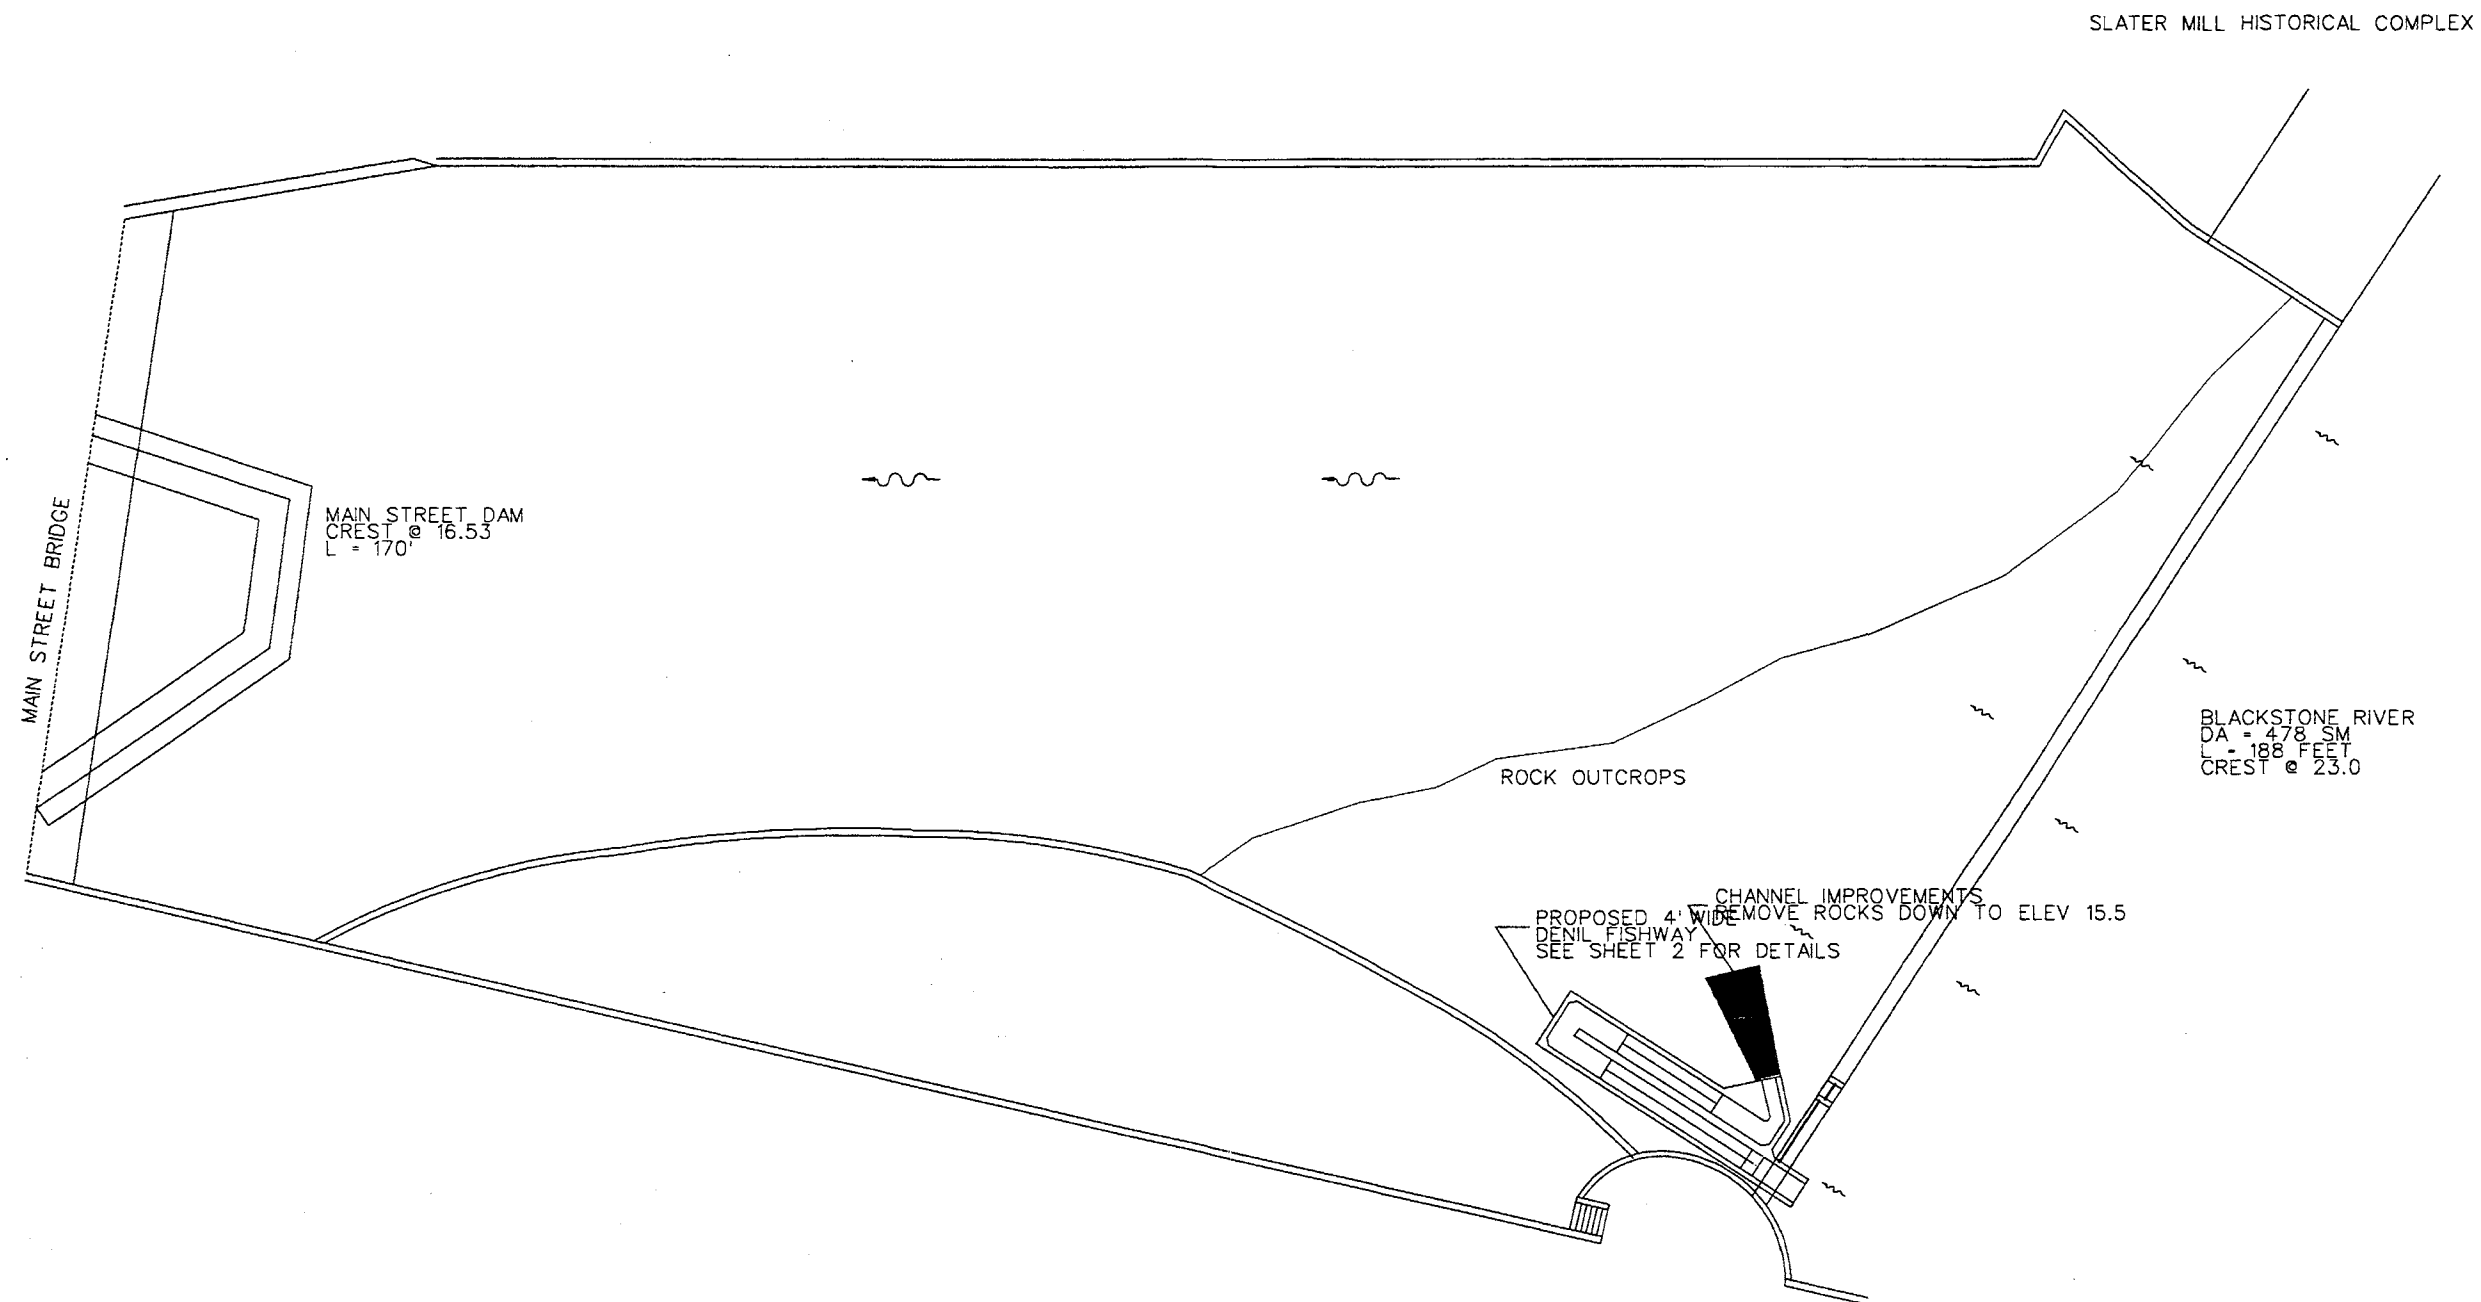 SLATER MILL HISTORICAL COMPLEX
MAIN STREET BRIDGE
MAIN STREET DAM
CREST @ 16.53
L = 170'
BLACKSTONE RIVER
DA = 478 SM
L = 188 FEET
CREST @ 23.0
ROCK OUTCROPS
CHANNEL IMPROVEMENTS
REMOVE ROCKS DOWN TO ELEV 15.5
PROPOSED 4' WIDE
DENIL FISHWAY
SEE SHEET 2 FOR DETAILS